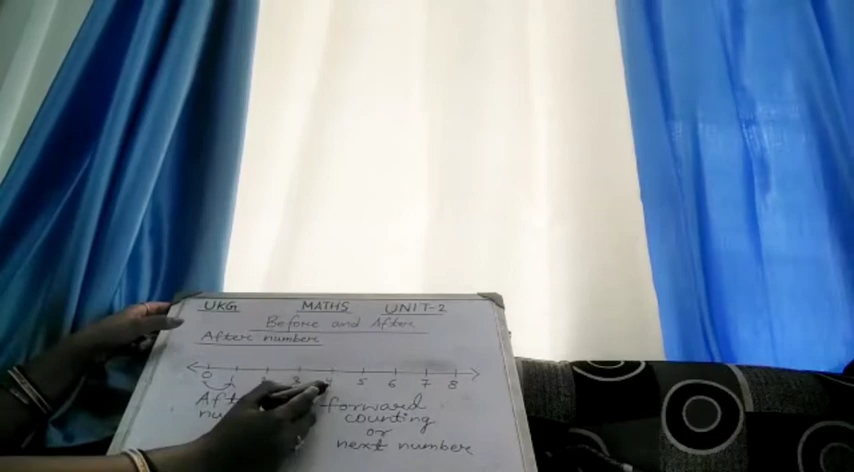 UKG MATHS UNIT-2
Before and After
After number
0 3 5 6 7 8
forward
counting
or
next number